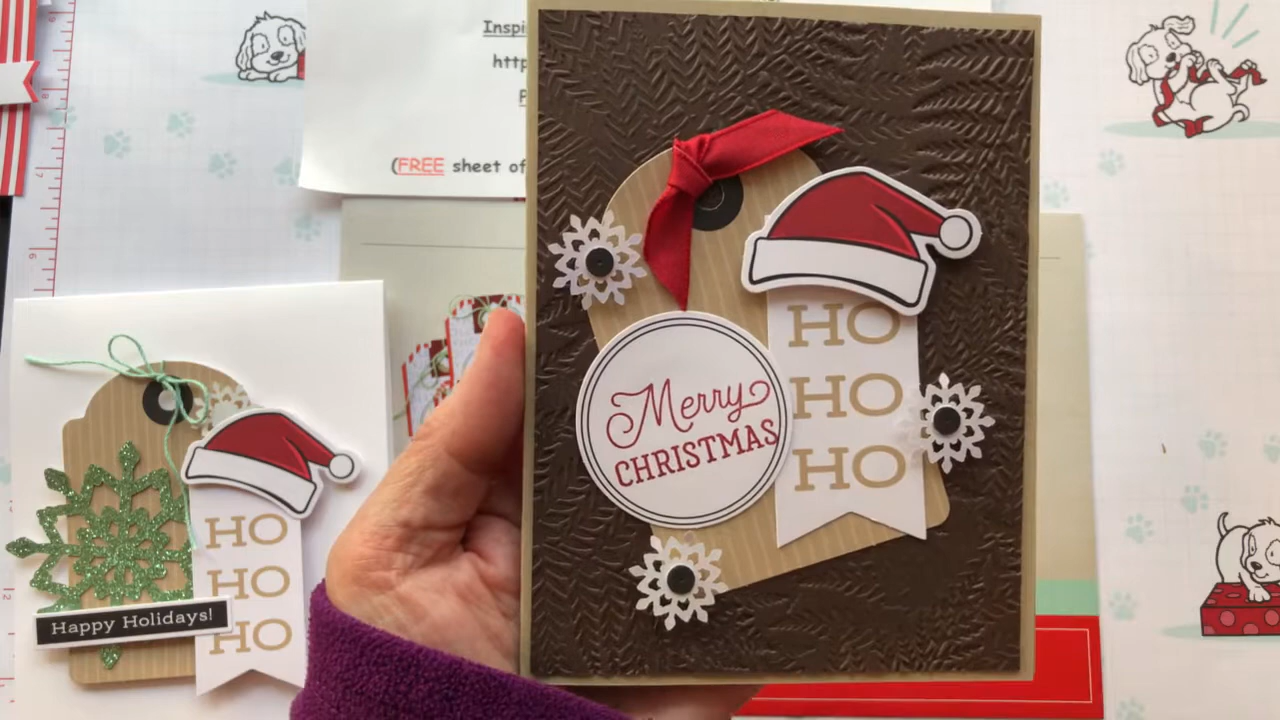 Inspi
http
P
(FREE sheet of
Merry
CHRISTMAS
HO
HO
HO
HO
HO
HO
Happy Holidays!